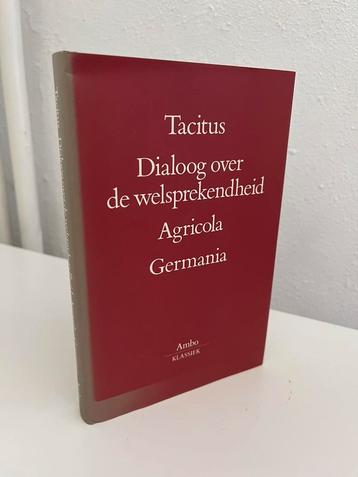 Tacitus
Dialoog over
de welsprekendheid
Agricola
Germania
Ambo
KLASSIEK